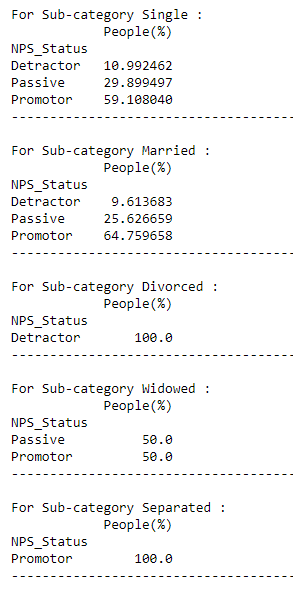 For Sub-category Single :
People(%)
NPS_Status
Detractor 10.992462
Passive 29.899497
Promotor 59.108040
-------------------------------------
For Sub-category Married :
People(%)
NPS_Status
Detractor 9.613683
Passive 25.626659
Promotor 64.759658
-------------------------------------
For Sub-category Divorced :
People(%)
NPS_Status
Detractor 100.0
-------------------------------------
For Sub-category Widowed :
People(%)
NPS_Status
Passive 50.0
Promotor 50.0
-------------------------------------
For Sub-category Separated :
People(%)
NPS_Status
Promotor 100.0
-------------------------------------